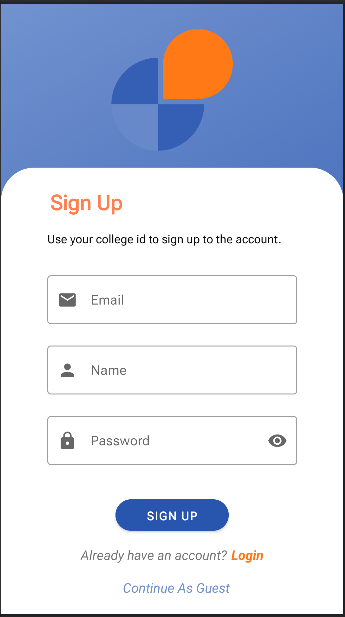 Sign Up
Use your college id to sign up to the account.
Email
Name
Password
SIGN UP
Already have an account? Login
Continue As Guest